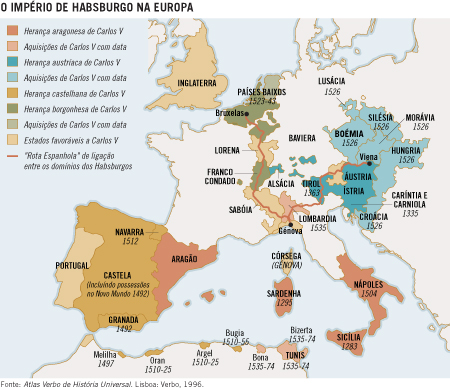 O IMPÉRIO DE HABSBURGO NA EUROPA
Herança aragonesa de Carlos V
Aquisições de Carlos V com data
Herança austríaca de Carlos V
Aquisições de Carlos V com data
Herança castelhana de Carlos V
Herança borgonhesa de Carlos V
Aquisições de Carlos V com data
Estados favoráveis a Carlos V
"Rota Espanhola" de ligação
entre os domínios dos Habsburgos
INGLATERRA
PAÍSES BAIXOS
1523-43
Bruxelas
LUSÁCIA
1526
SILÉSIA
1526
MORÁVIA
1526
BOÉMIA
1526
HUNGRIA
1526
LORENA
BAVIERA
Viena
FRANCO
CONDADO
ALSÁCIA
TIROL
1363
ÁUSTRIA
ÍSTRIA
CARÍNTIA E
CARNIOLA
1335
SABÓIA
LOMBARDIA
1535
CROÁCIA
1526
Génova
NAVARRA
1512
ARAGÃO
CÓRSEGA
(GÉNOVA)
PORTUGAL
CASTELA
(Incluindo possessões
no Novo Mundo 1492)
SARDENHA
1295
NÁPOLES
1504
GRANADA
1492
SICÍLIA
1283
Melilha
1497
Oran
1510-25
Argel
1510-25
Bugia
1510-55
Bona
1535-74
Bizerta
1535-74
TUNIS
1535-74
Fonte: Atlas Verbo de História Universal. Lisboa: Verbo, 1996.